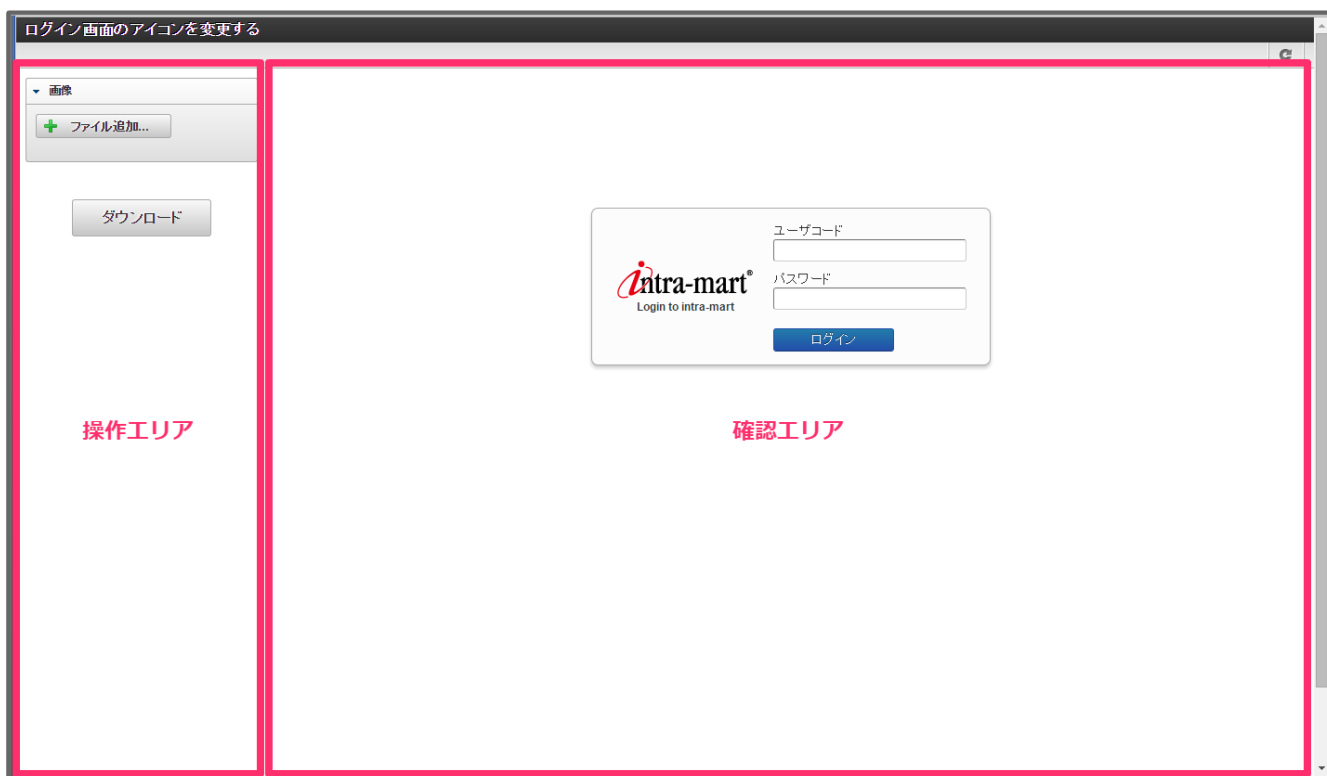 ログイン画面のアイコンを変更する
画像
ファイル追加...
ダウンロード
操作エリア
ユーザコード
intra-mart®
Login to intra-mart
パスワード
ログイン
確認エリア